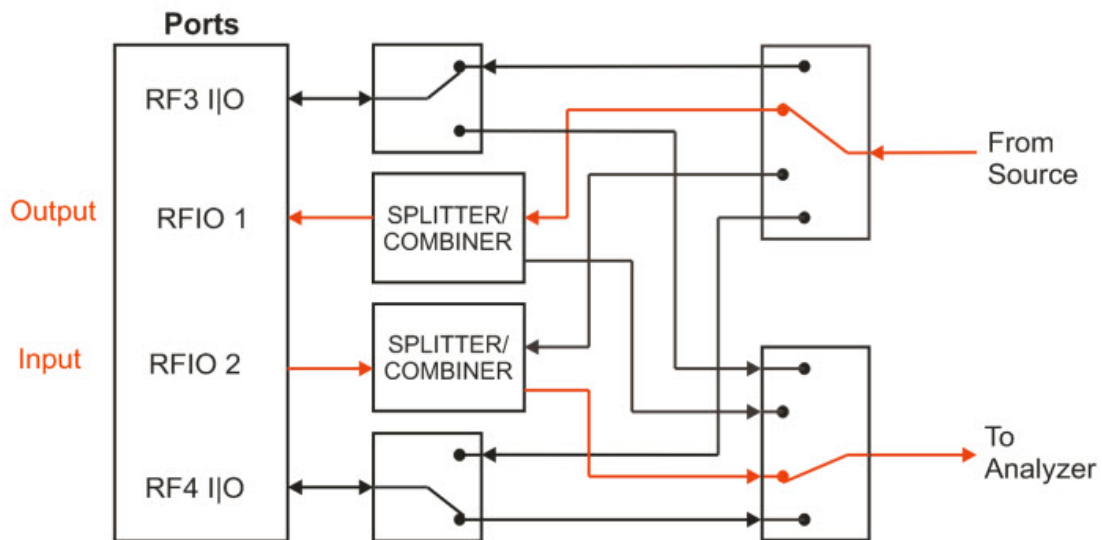 Ports
RF3 I|O
From
Source
Output
RFIO 1
SPLITTER/
COMBINER
Input
RFIO 2
SPLITTER/
COMBINER
To
Analyzer
RF4 I|O